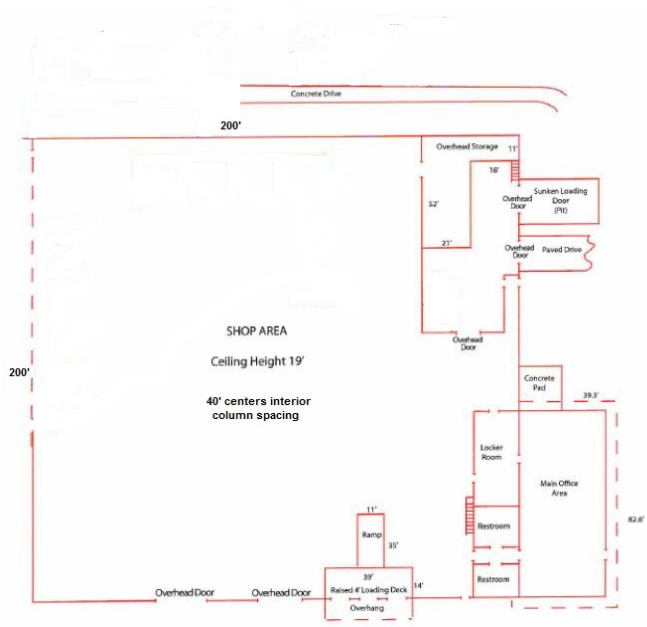 Concrete Drive
200'
Overhead Storage
11'
18'
Sunken Loading
Door
(Pit)
Overhead
Door
52'
21'
Overhead
Door
Paved Drive
SHOP AREA
Overhead
Door
Ceiling Height 19'
200'
40' centers interior
column spacing
Concrete
Pad
39.3'
Locker
Room
Main Office
Area
11'
Ramp
35'
Restroom
82.6'
39'
14'
Restroom
Raised 4' Loading Deck
Overhead Door
Overhead Door
Overhang